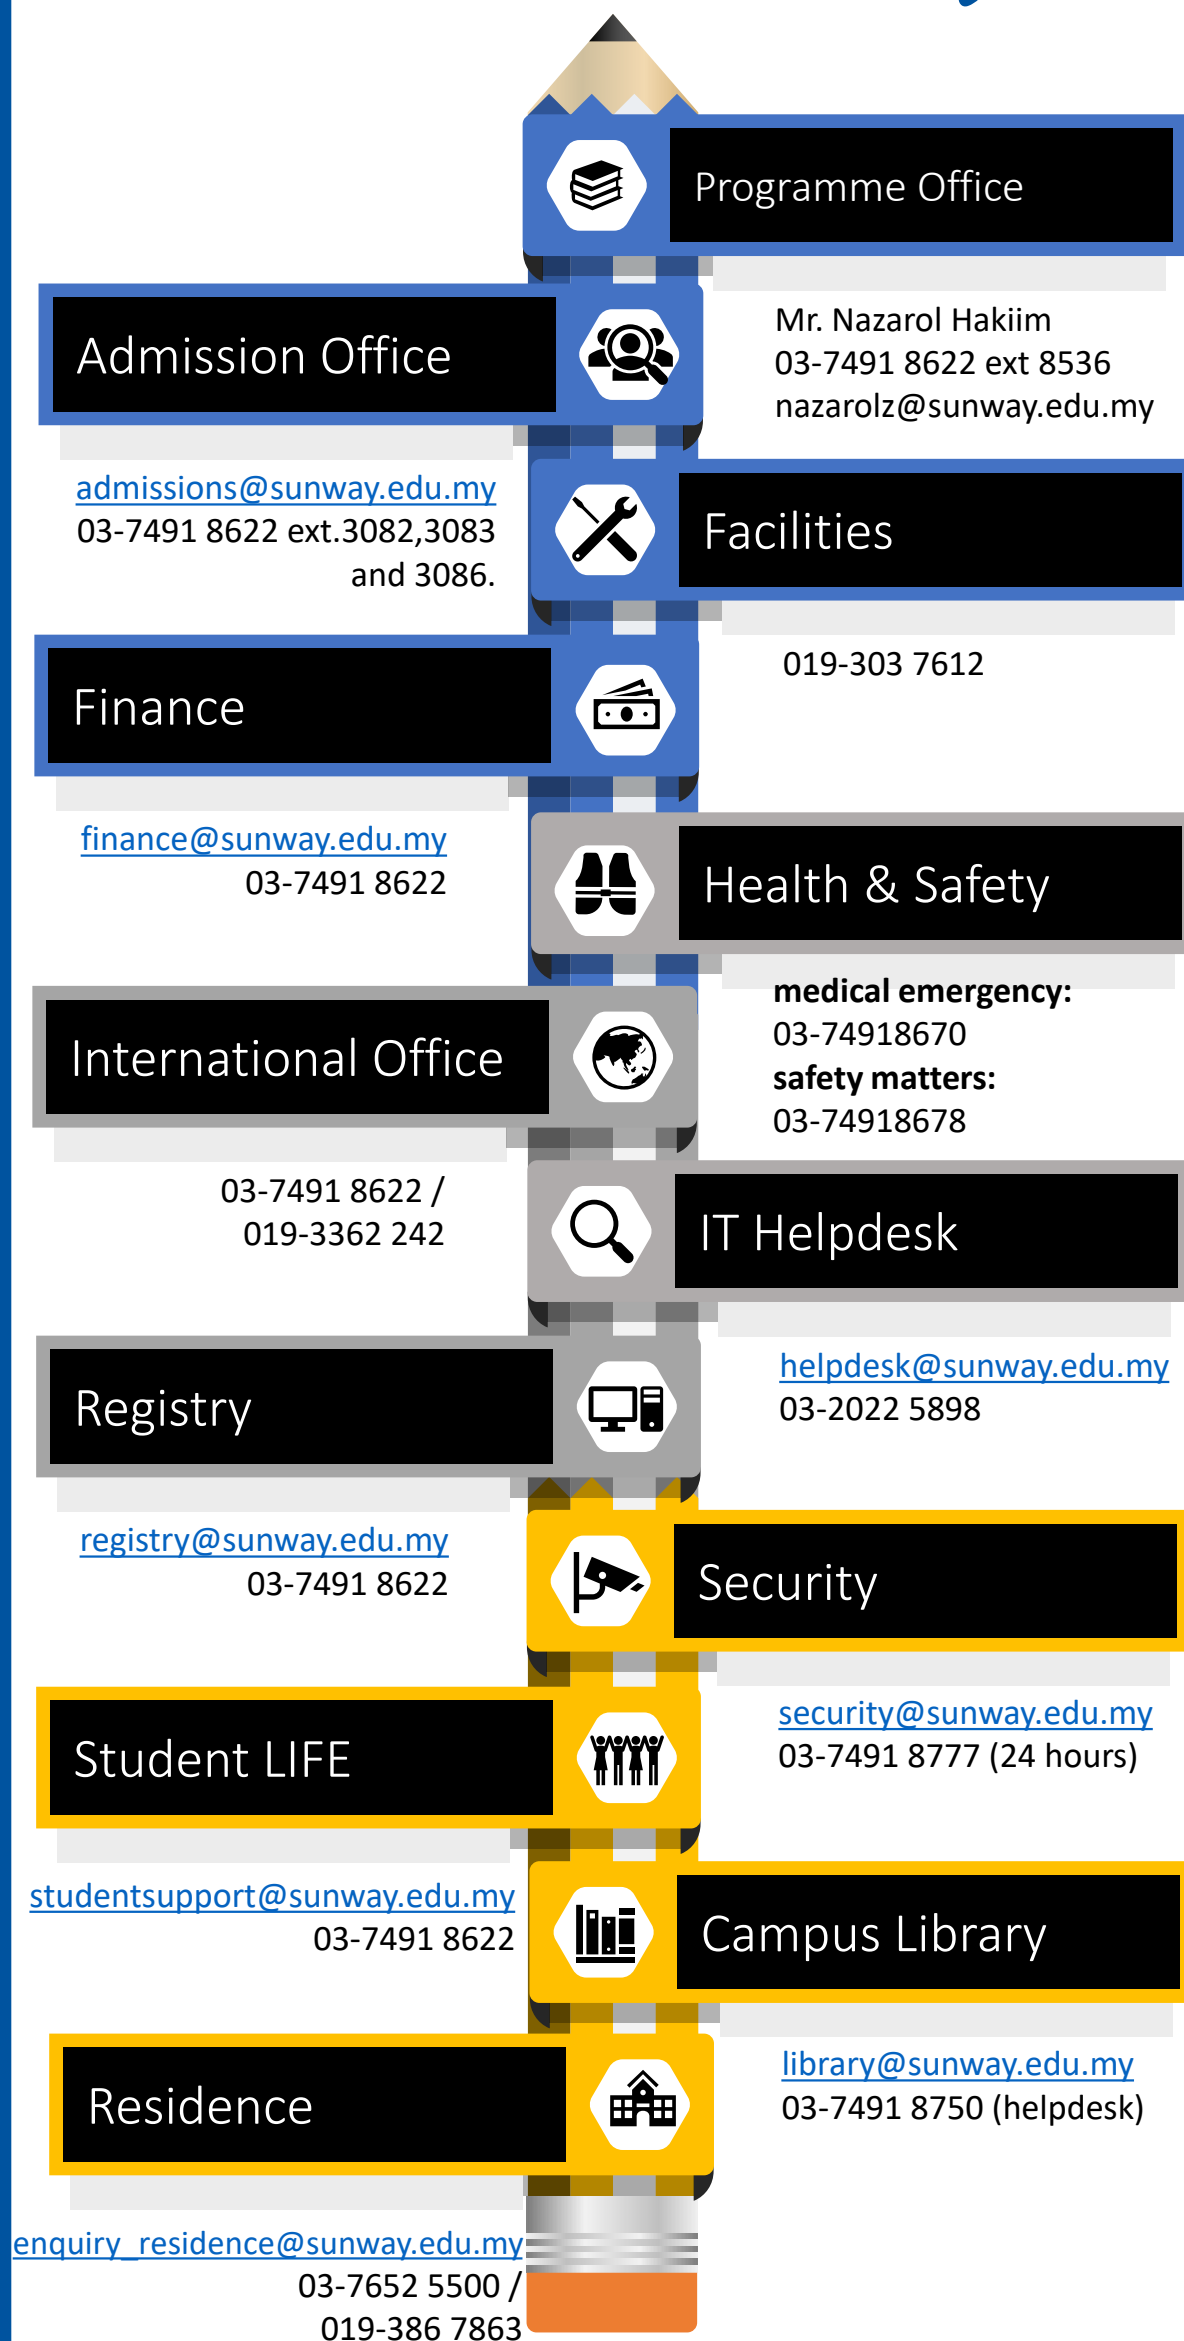 Programme Office
Mr. Nazarol Hakiim
03-7491 8622 ext 8536
nazarolz@sunway.edu.my
Admission Office
admissions@sunway.edu.my
03-7491 8622 ext.3082,3083
and 3086.
Facilities
019-303 7612
Finance
finance@sunway.edu.my
03-7491 8622
Health & Safety
medical emergency:
03-74918670
safety matters:
03-74918678
International Office
03-7491 8622 /
019-3362 242
IT Helpdesk
helpdesk@sunway.edu.my
03-2022 5898
Registry
registry@sunway.edu.my
03-7491 8622
Security
security@sunway.edu.my
03-7491 8777 (24 hours)
Student LIFE
studentsupport@sunway.edu.my
03-7491 8622
Campus Library
library@sunway.edu.my
03-7491 8750 (helpdesk)
Residence
enquiry_residence@sunway.edu.my
03-7652 5500 /
019-386 7863